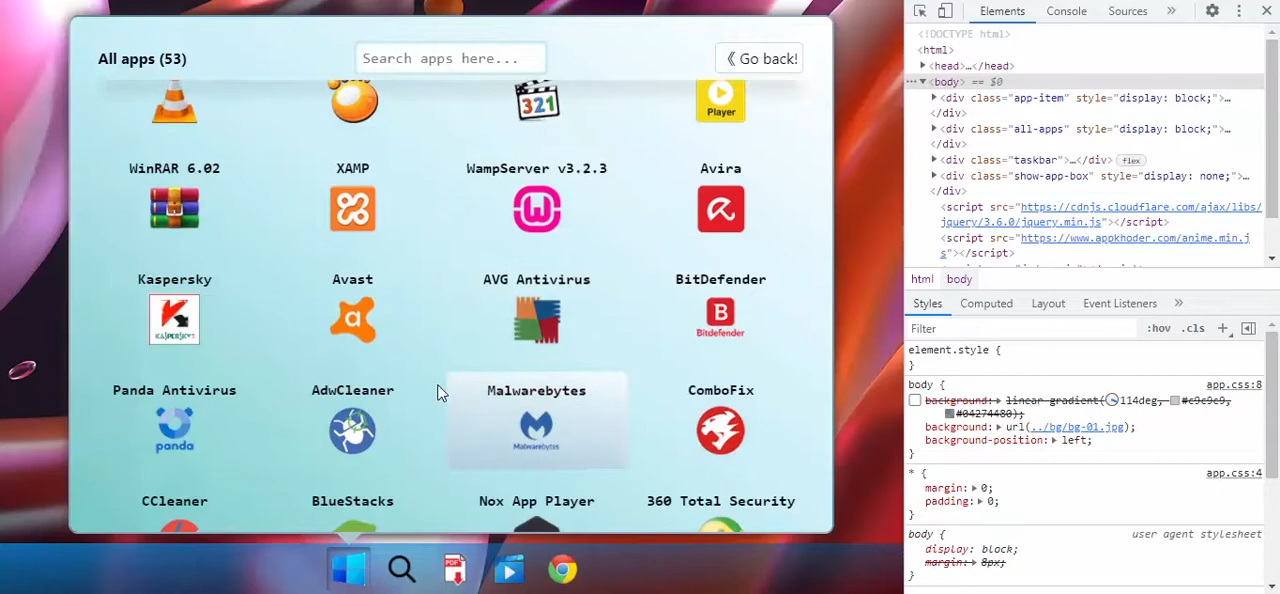 All apps (53)
Search apps here...
《 Go back!
321
Player
WinRAR 6.02
XAMP
WampServer v3.2.3
Avira
Kaspersky
Avast
AVG Antivirus
BitDefender
KASPERSKY
a
B
Bitdefender
Panda Antivirus
AdwCleaner
Malwarebytes
ComboFix
panda
Malwarebytes
CCleaner
BlueStacks
Nox App Player
360 Total Security
PDF
Elements
Console
Sources
»
<!DOCTYPE html>
<html>
▶<head>…</head>
…▼<body> == $0
▶<div class="app-item" style="display: block;">…
</div>
▶<div class="all-apps" style="display: block;">…
</div>
▶<div class="taskbar">…</div> flex
▶<div class="show-app-box" style="display: none;">…
</div>
<script src="https://cdnjs.cloudflare.com/ajax/libs/
jquery/3.6.0/jquery.min.js"></script>
<script src="https://www.appkhoder.com/anime.min.j
s"></script>
html body
Styles Computed Layout Event Listeners »
Filter
:hov .cls +
element.style {
}
body { app.css:8
background: linear-gradient(114deg, #c9c9c9,
#04274480);
background: url(../bg/bg-01.jpg);
background-position: left;
}
* { app.css:4
margin: 0;
padding: 0;
}
body { user agent stylesheet
display: block;
margin: 8px;
}